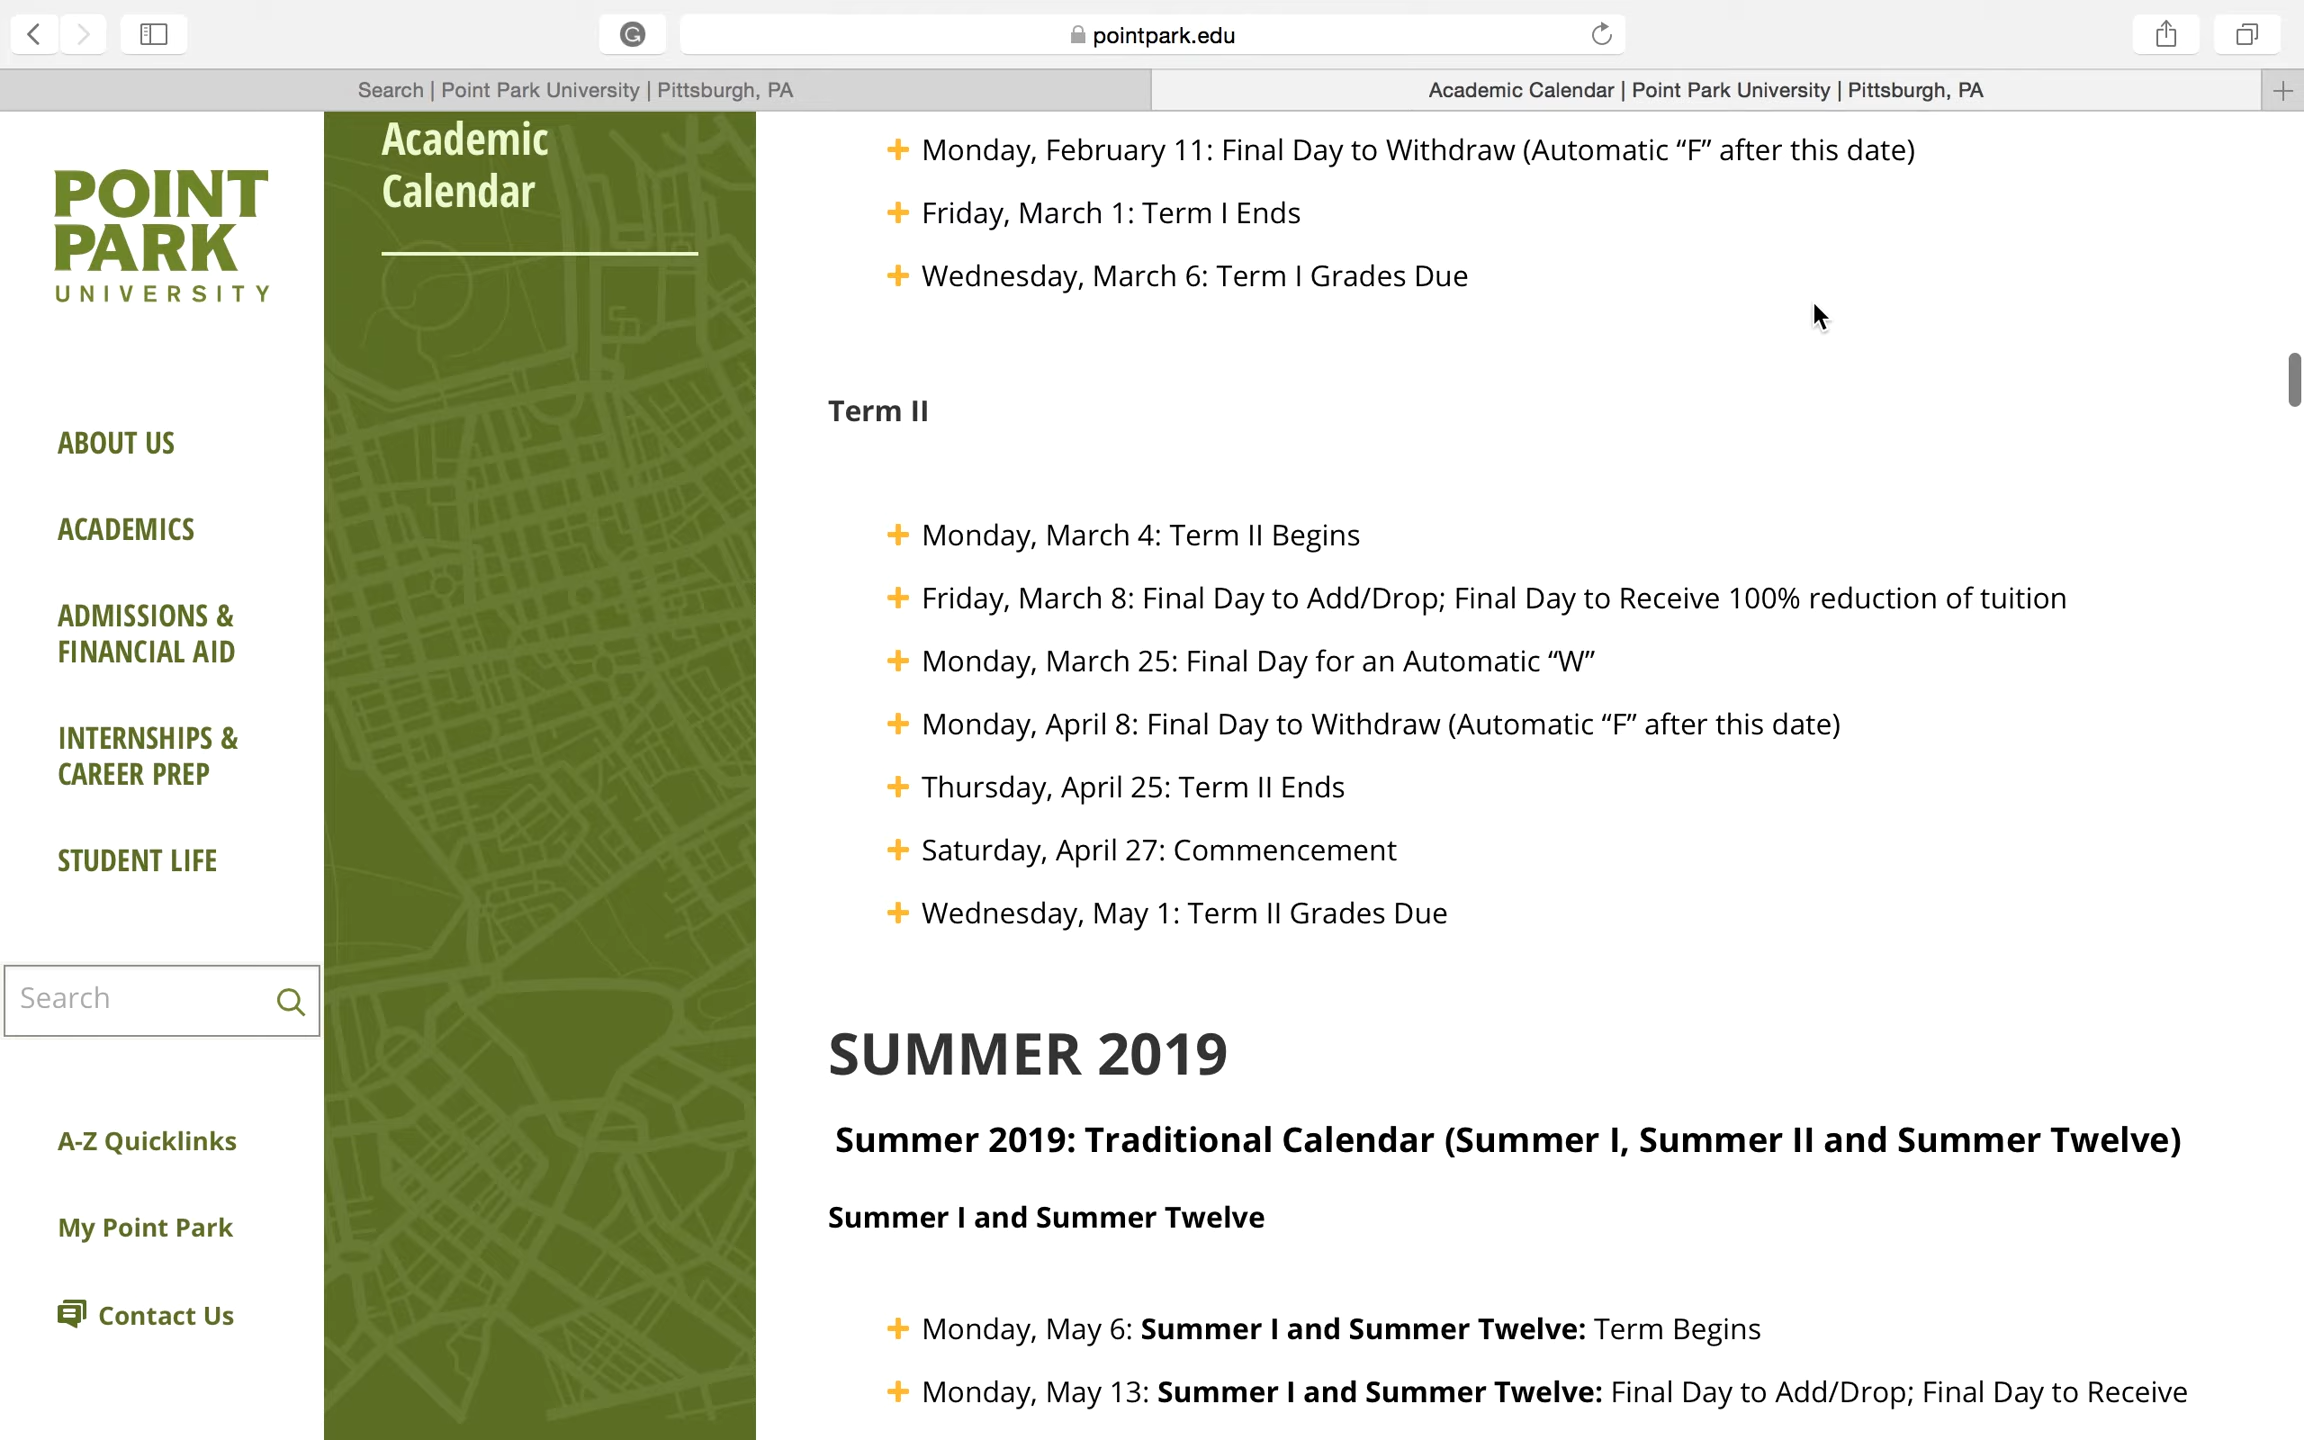 pointpark.edu
Search | Point Park University | Pittsburgh, PA
Academic Calendar | Point Park University | Pittsburgh, PA
POINT
PARK
UNIVERSITY
ABOUT US
ACADEMICS
ADMISSIONS &
FINANCIAL AID
INTERNSHIPS &
CAREER PREP
STUDENT LIFE
Search
A-Z Quicklinks
My Point Park
Contact Us
Academic
Calendar
Monday, February 11: Final Day to Withdraw (Automatic “F” after this date)
Friday, March 1: Term I Ends
Wednesday, March 6: Term I Grades Due
Term II
Monday, March 4: Term II Begins
Friday, March 8: Final Day to Add/Drop; Final Day to Receive 100% reduction of tuition
Monday, March 25: Final Day for an Automatic “W”
Monday, April 8: Final Day to Withdraw (Automatic “F” after this date)
Thursday, April 25: Term II Ends
Saturday, April 27: Commencement
Wednesday, May 1: Term II Grades Due
SUMMER 2019
Summer 2019: Traditional Calendar (Summer I, Summer II and Summer Twelve)
Summer I and Summer Twelve
Monday, May 6: Summer I and Summer Twelve: Term Begins
Monday, May 13: Summer I and Summer Twelve: Final Day to Add/Drop; Final Day to Receive